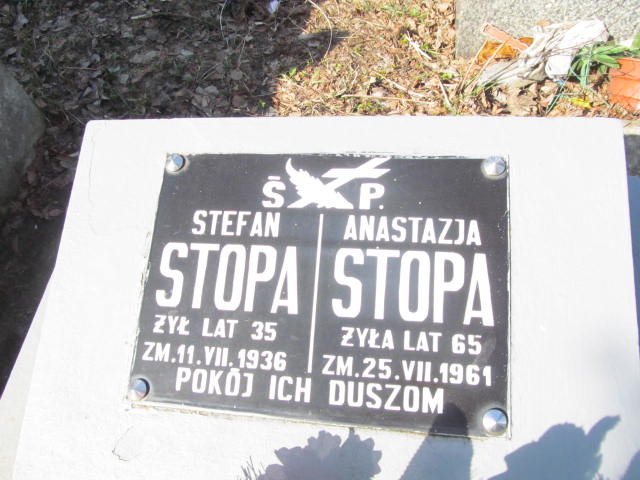 Ś P.
STEFAN
STOPA
ŻYŁ LAT 35
ZM.11.VII.1936
ANASTAZJA
STOPA
ŻYŁA LAT 65
ZM.25.VII.1961
POKÓJ ICH DUSZOM